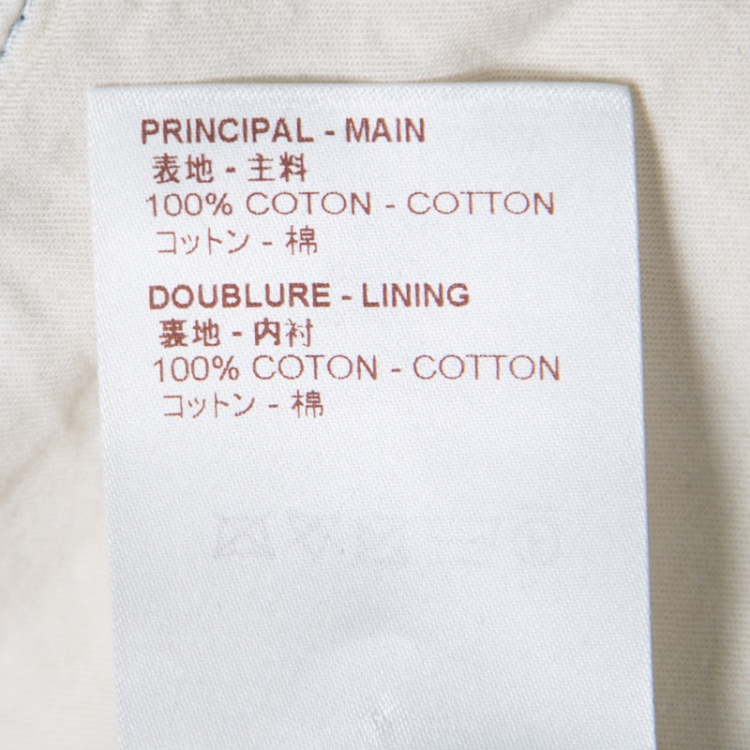 PRINCIPAL - MAIN
表地 - 主料
100% COTON - COTTON
コットン - 棉
DOUBLURE - LINING
裏地 - 内衬
100% COTON - COTTON
コットン - 棉